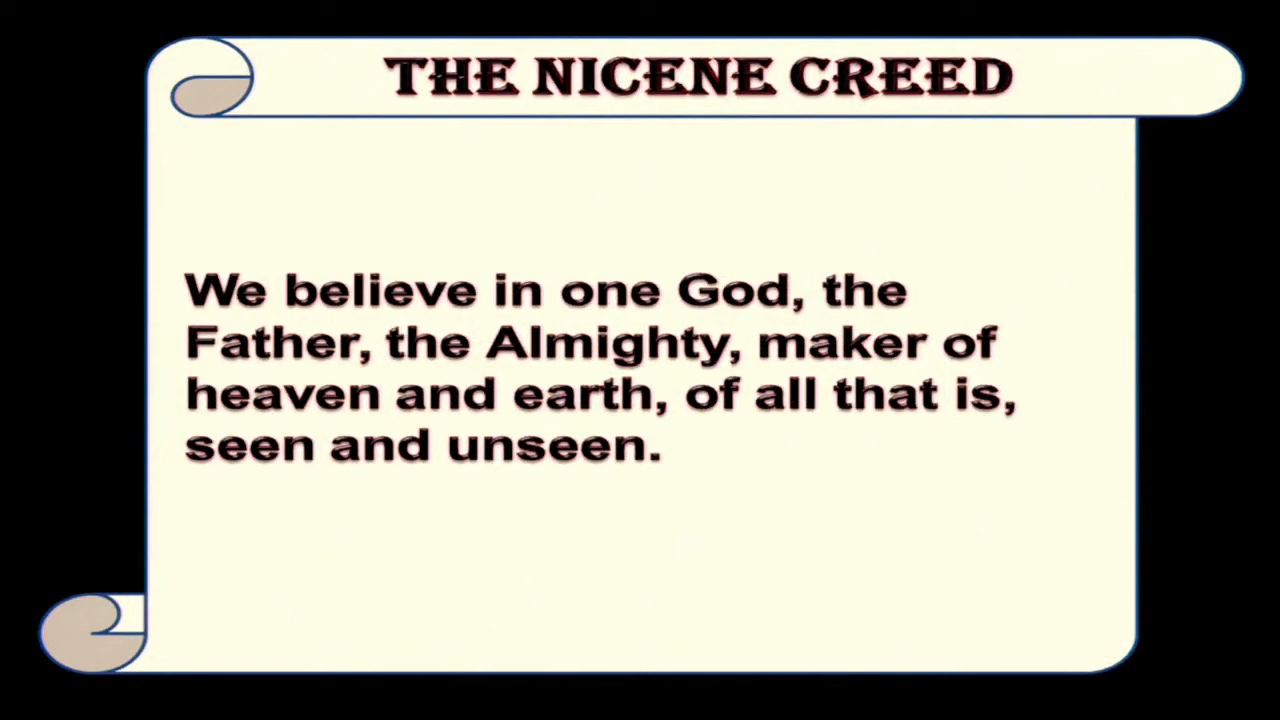 THE NICENE CREED
We believe in one God, the
Father, the Almighty, maker of
heaven and earth, of all that is,
seen and unseen.